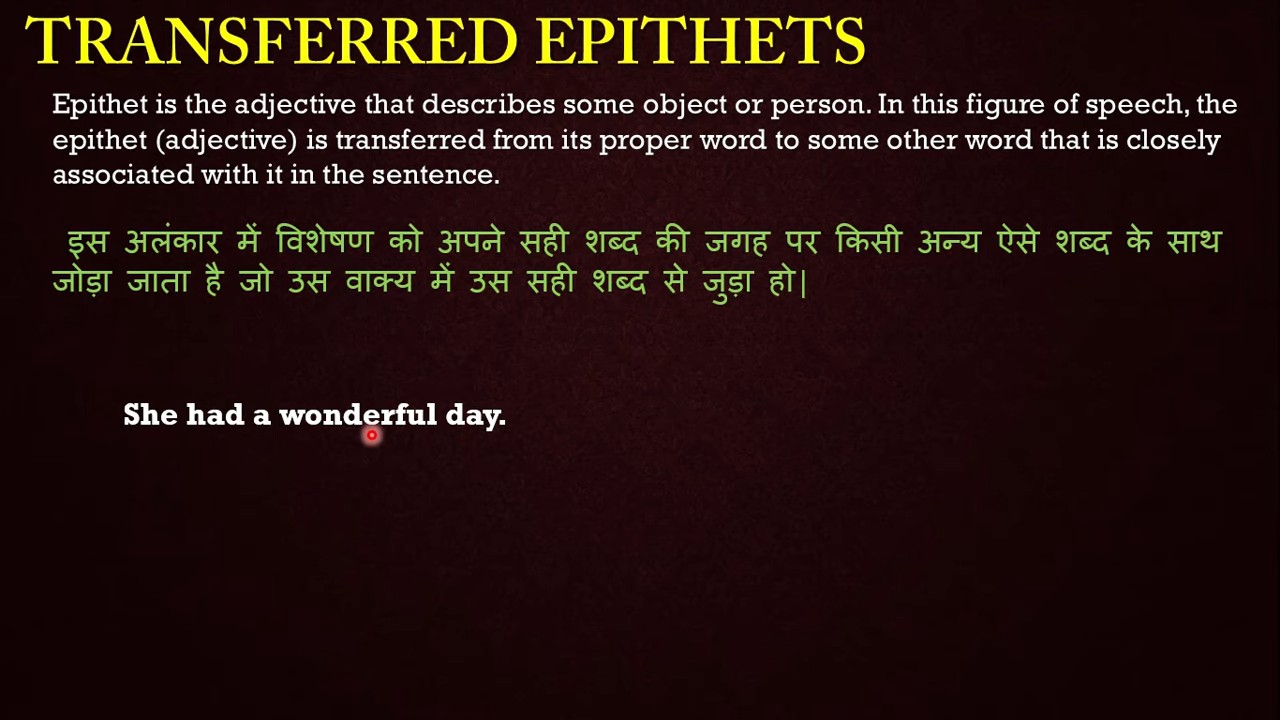 TRANSFERRED EPITHETS
Epithet is the adjective that describes some object or person. In this figure of speech, the
epithet (adjective) is transferred from its proper word to some other word that is closely
associated with it in the sentence.
इस अलंकार में विशेषण को अपने सही शब्द की जगह पर किसी अन्य ऐसे शब्द के साथ
जोड़ा जाता है जो उस वाक्य में उस सही शब्द से जुड़ा हो|
She had a wonderful day.